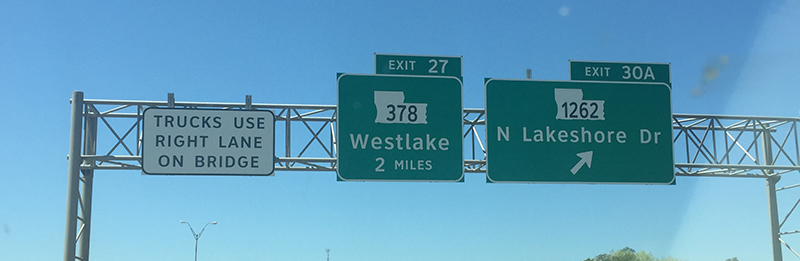 TRUCKS USE
RIGHT LANE
ON BRIDGE
EXIT 27
378
Westlake
2 MILES
EXIT 30A
1262
N Lakeshore Dr